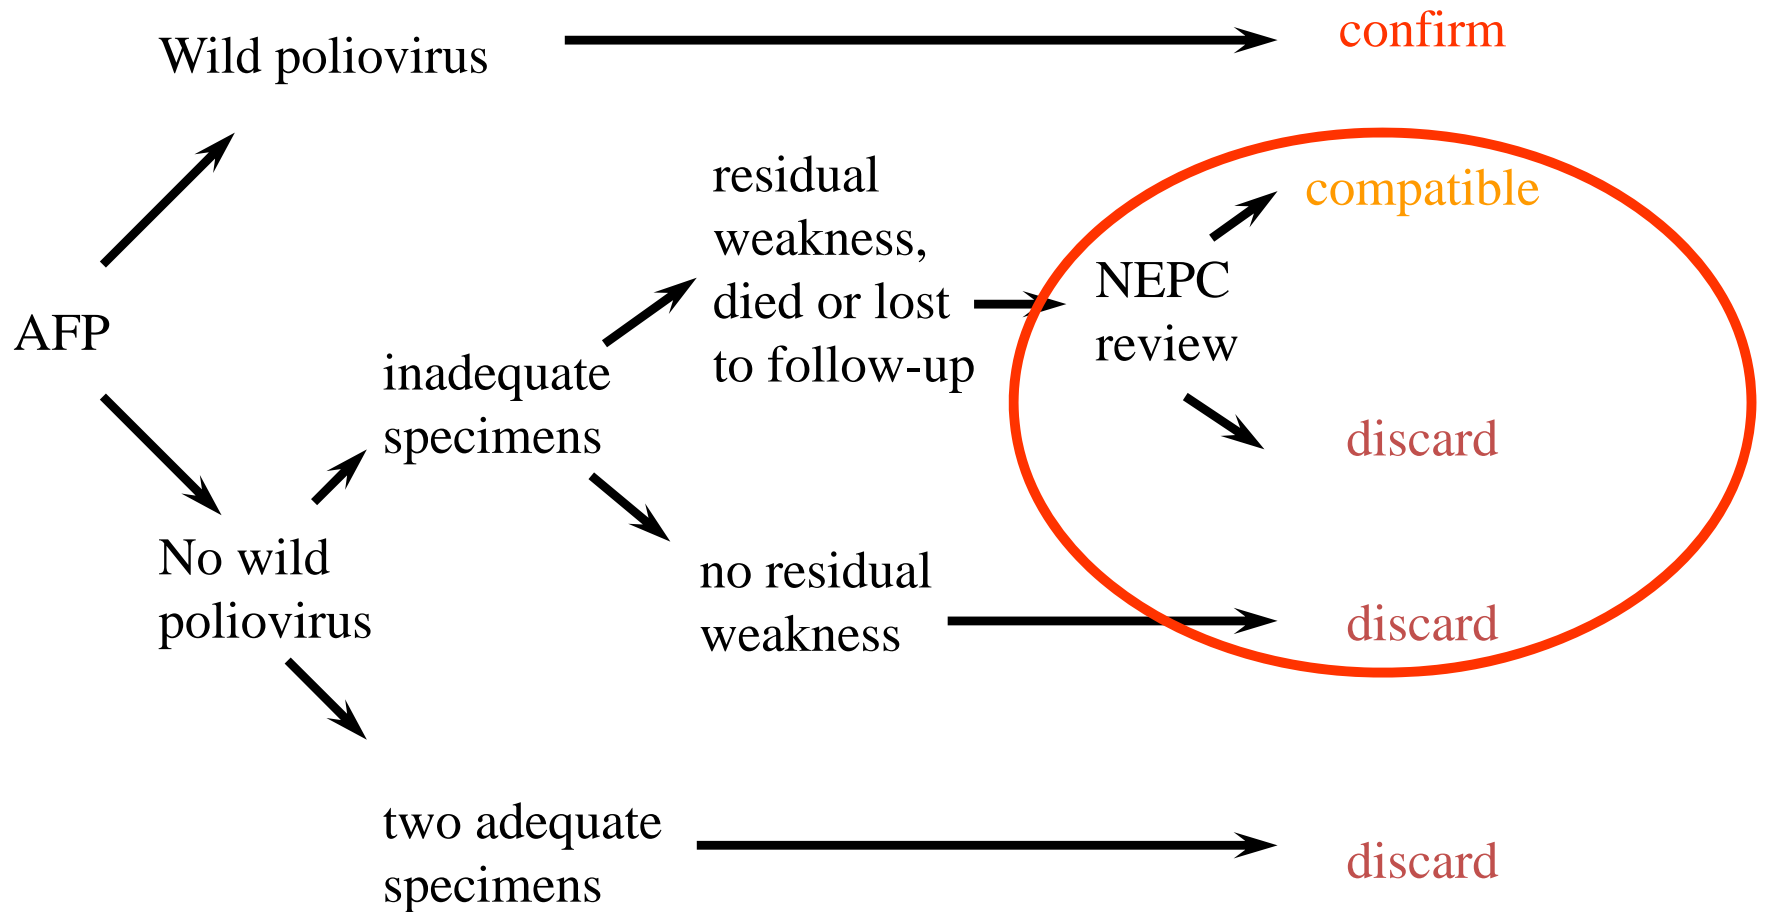 Wild poliovirus
confirm
AFP
No wild
poliovirus
inadequate
specimens
residual
weakness,
died or lost
to follow-up
NEPC
review
compatible
discard
no residual
weakness
discard
two adequate
specimens
discard